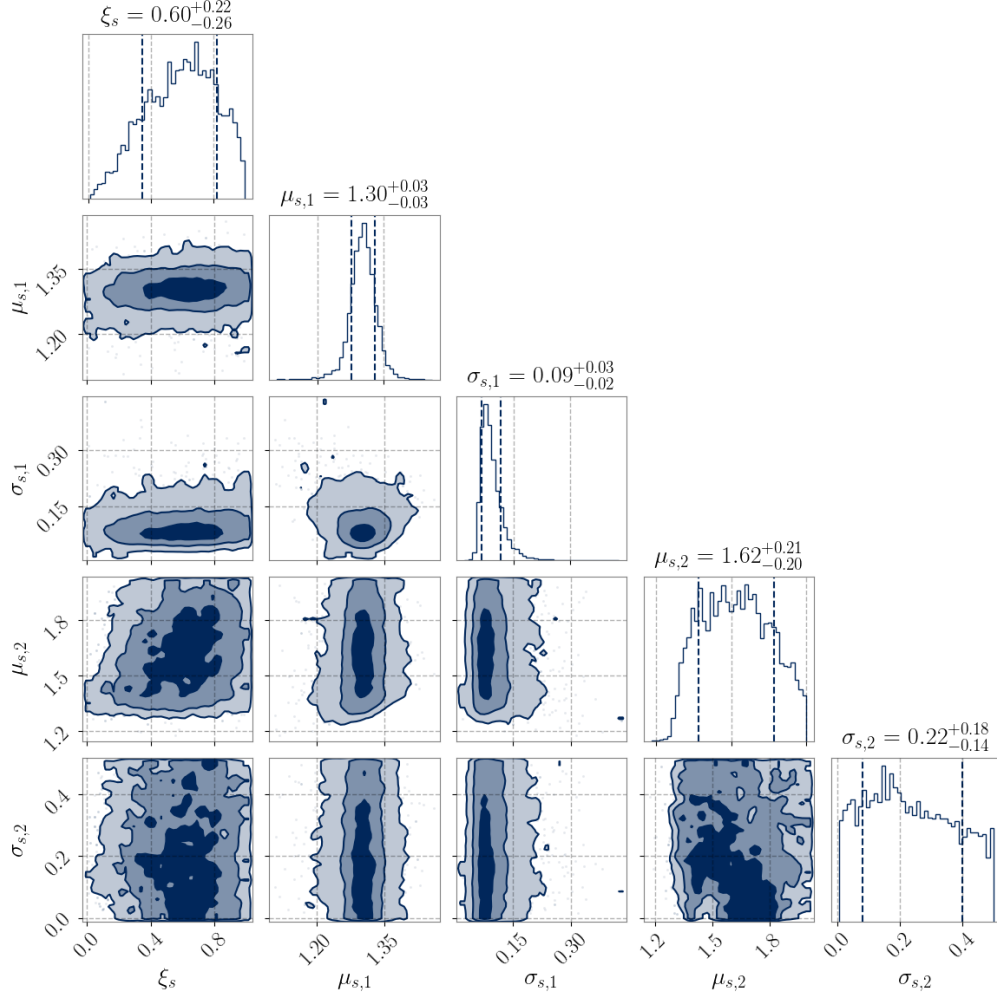 ξ_s = 0.60^{+0.22}_{-0.26}
μ_{s,1} = 1.30^{+0.03}_{-0.03}
1.35
1.20
μ_{s,1}
σ_{s,1} = 0.09^{+0.03}_{-0.02}
0.30
0.15
σ_{s,1}
μ_{s,2} = 1.62^{+0.21}_{-0.20}
1.8
1.5
1.2
μ_{s,2}
σ_{s,2} = 0.22^{+0.18}_{-0.14}
0.4
0.2
0.0
σ_{s,2}
0.0 0.4 0.8 1.20 1.35 0.15 0.30 1.2 1.5 1.8 0.0 0.2 0.4
ξ_s μ_{s,1} σ_{s,1} μ_{s,2} σ_{s,2}